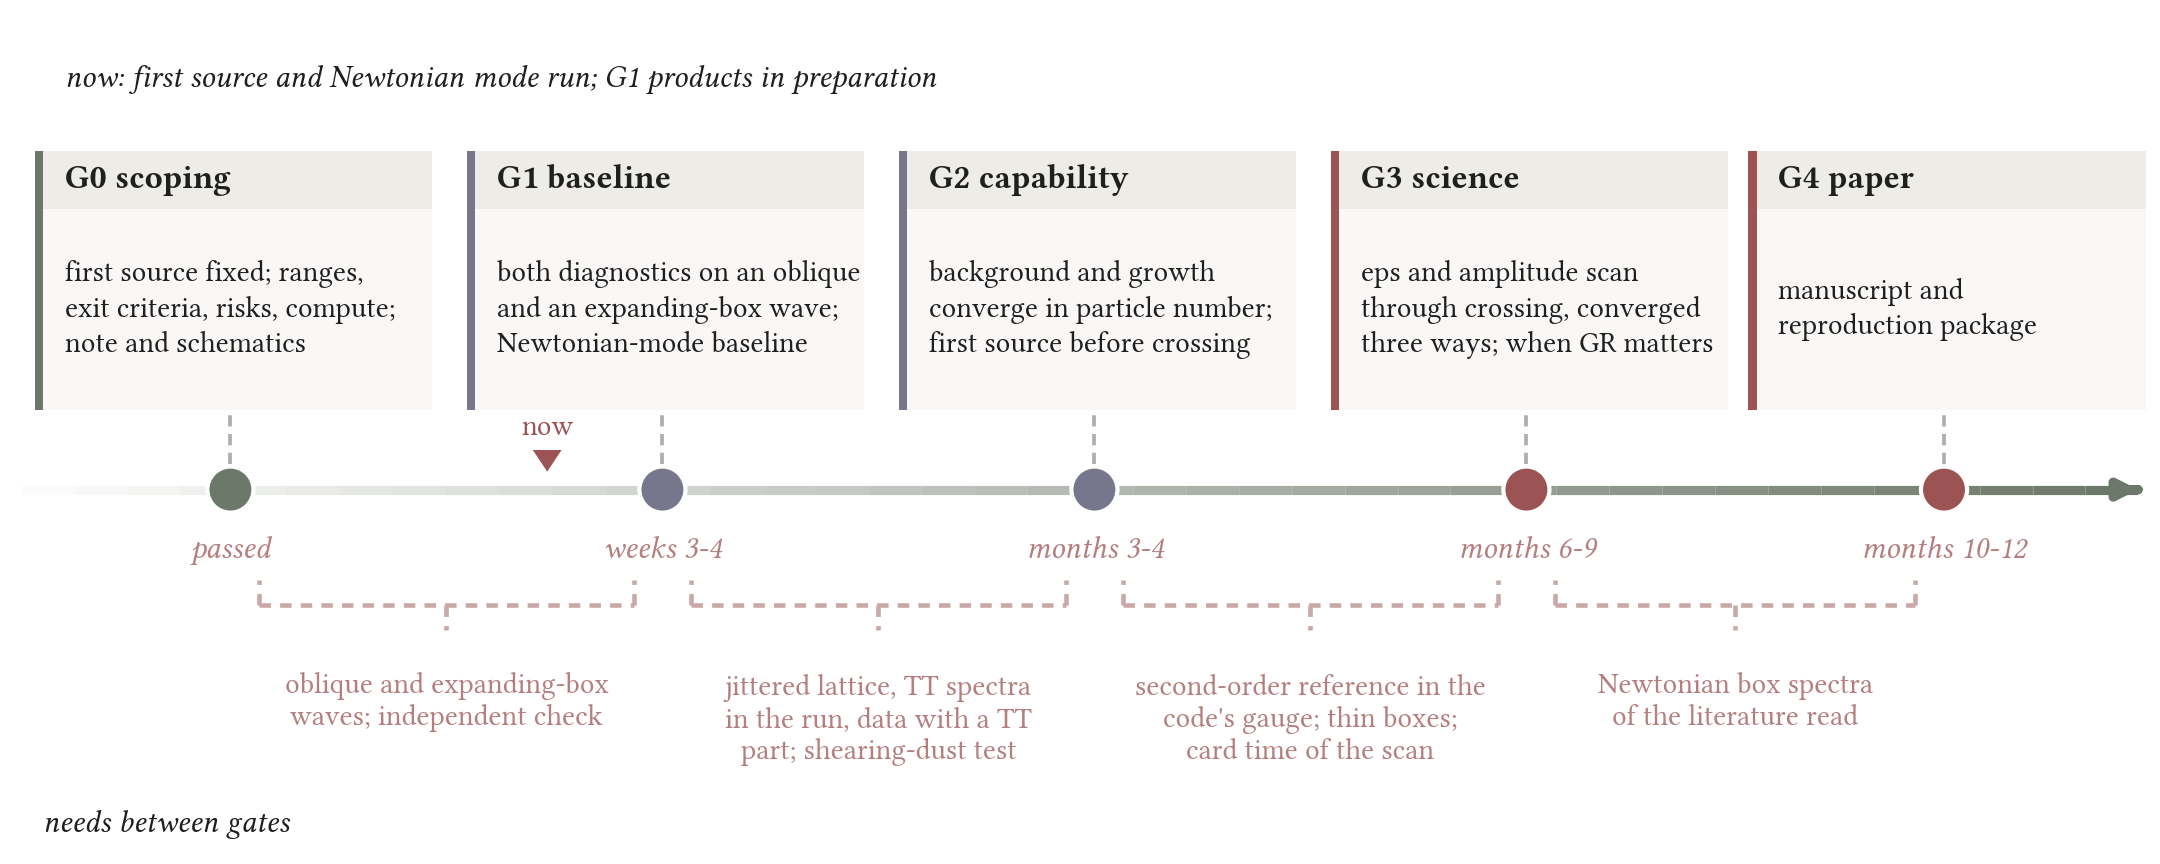 now: first source and Newtonian mode run; G1 products in preparation
G0 scoping
first source fixed; ranges,
exit criteria, risks, compute;
note and schematics
G1 baseline
both diagnostics on an oblique
and an expanding-box wave;
Newtonian-mode baseline
G2 capability
background and growth
converge in particle number;
first source before crossing
G3 science
eps and amplitude scan
through crossing, converged
three ways; when GR matters
G4 paper
manuscript and
reproduction package
now
passed
weeks 3-4
months 3-4
months 6-9
months 10-12
oblique and expanding-box
waves; independent check
jittered lattice, TT spectra
in the run, data with a TT
part; shearing-dust test
second-order reference in the
code's gauge; thin boxes;
card time of the scan
Newtonian box spectra
of the literature read
needs between gates